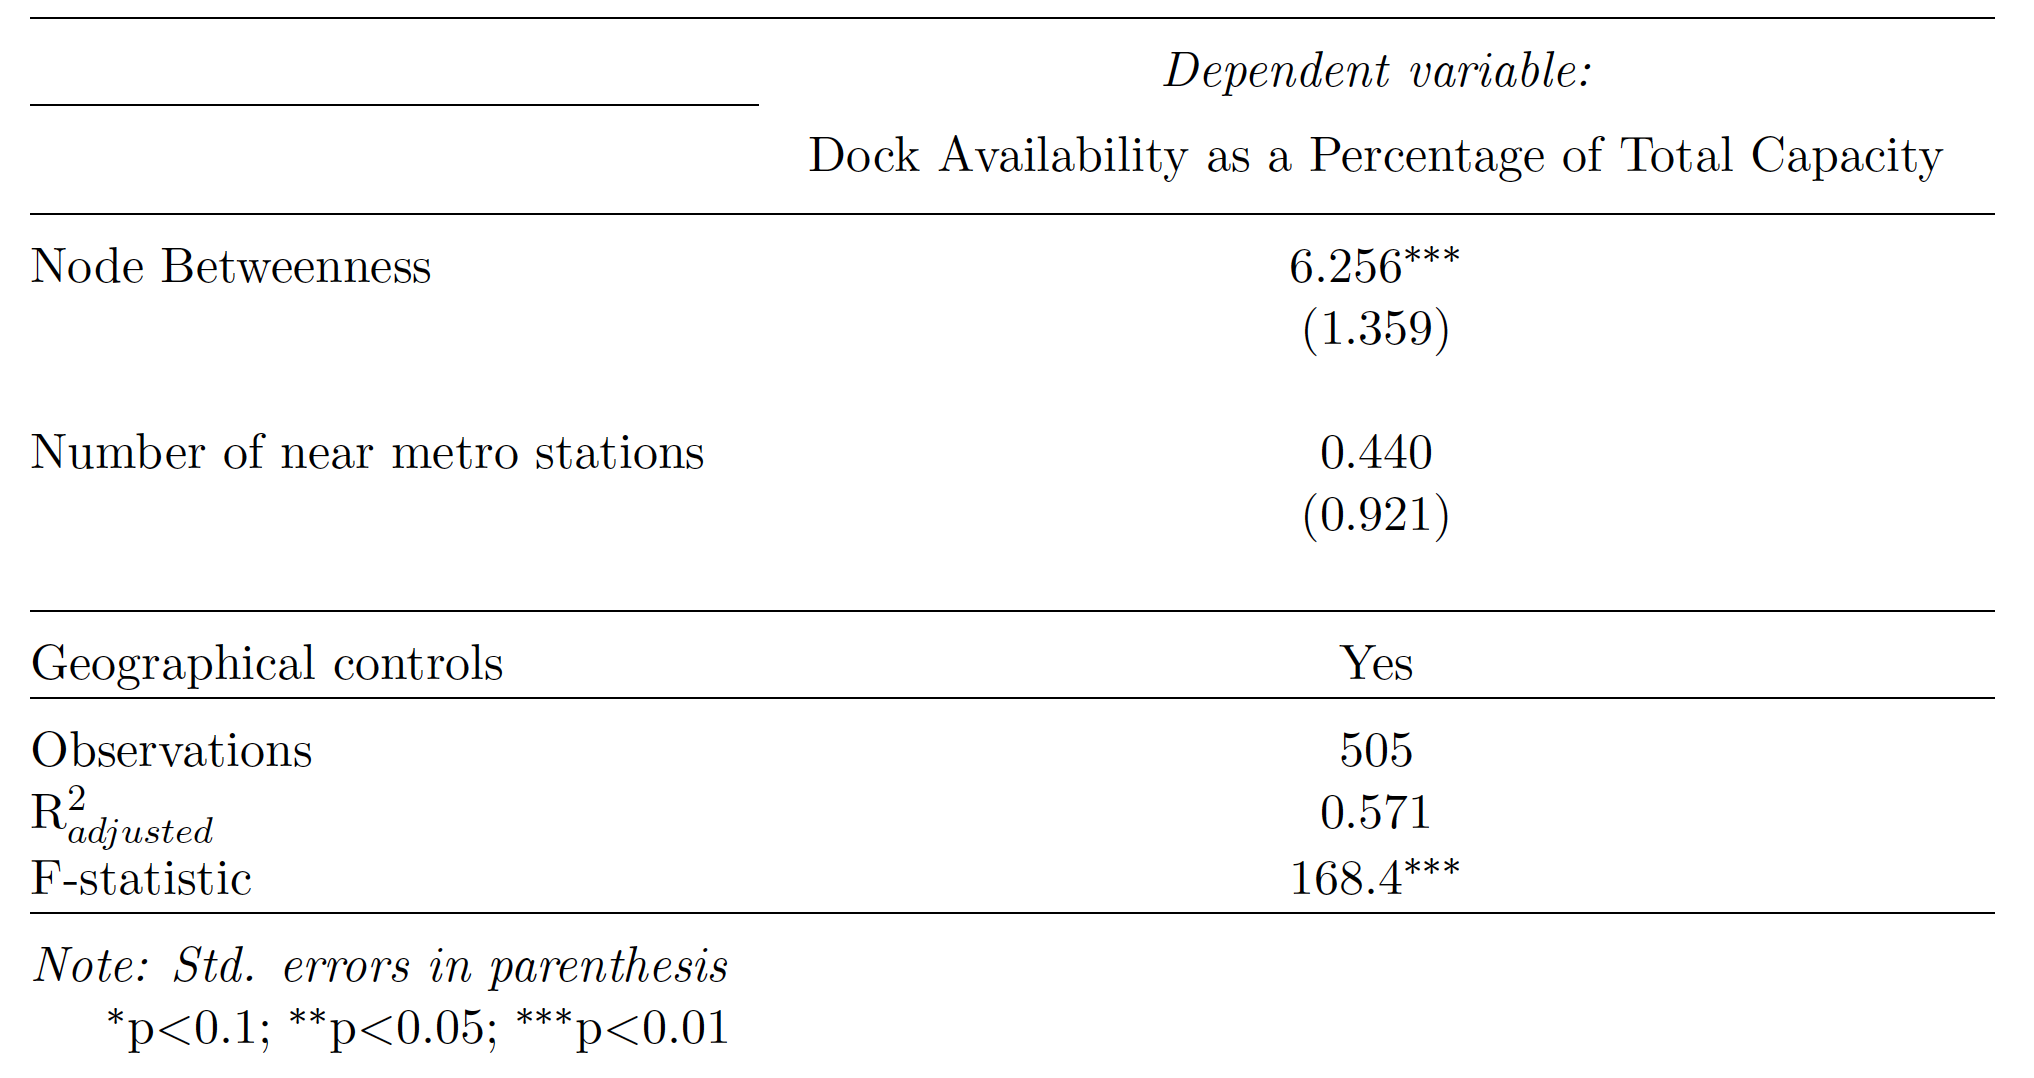 Dependent variable:
Dock Availability as a Percentage of Total Capacity
Node Betweenness 6.256***
(1.359)
Number of near metro stations 0.440
(0.921)
Geographical controls Yes
Observations 505
R²adjusted 0.571
F-statistic 168.4***
Note: Std. errors in parenthesis
*p<0.1; **p<0.05; ***p<0.01